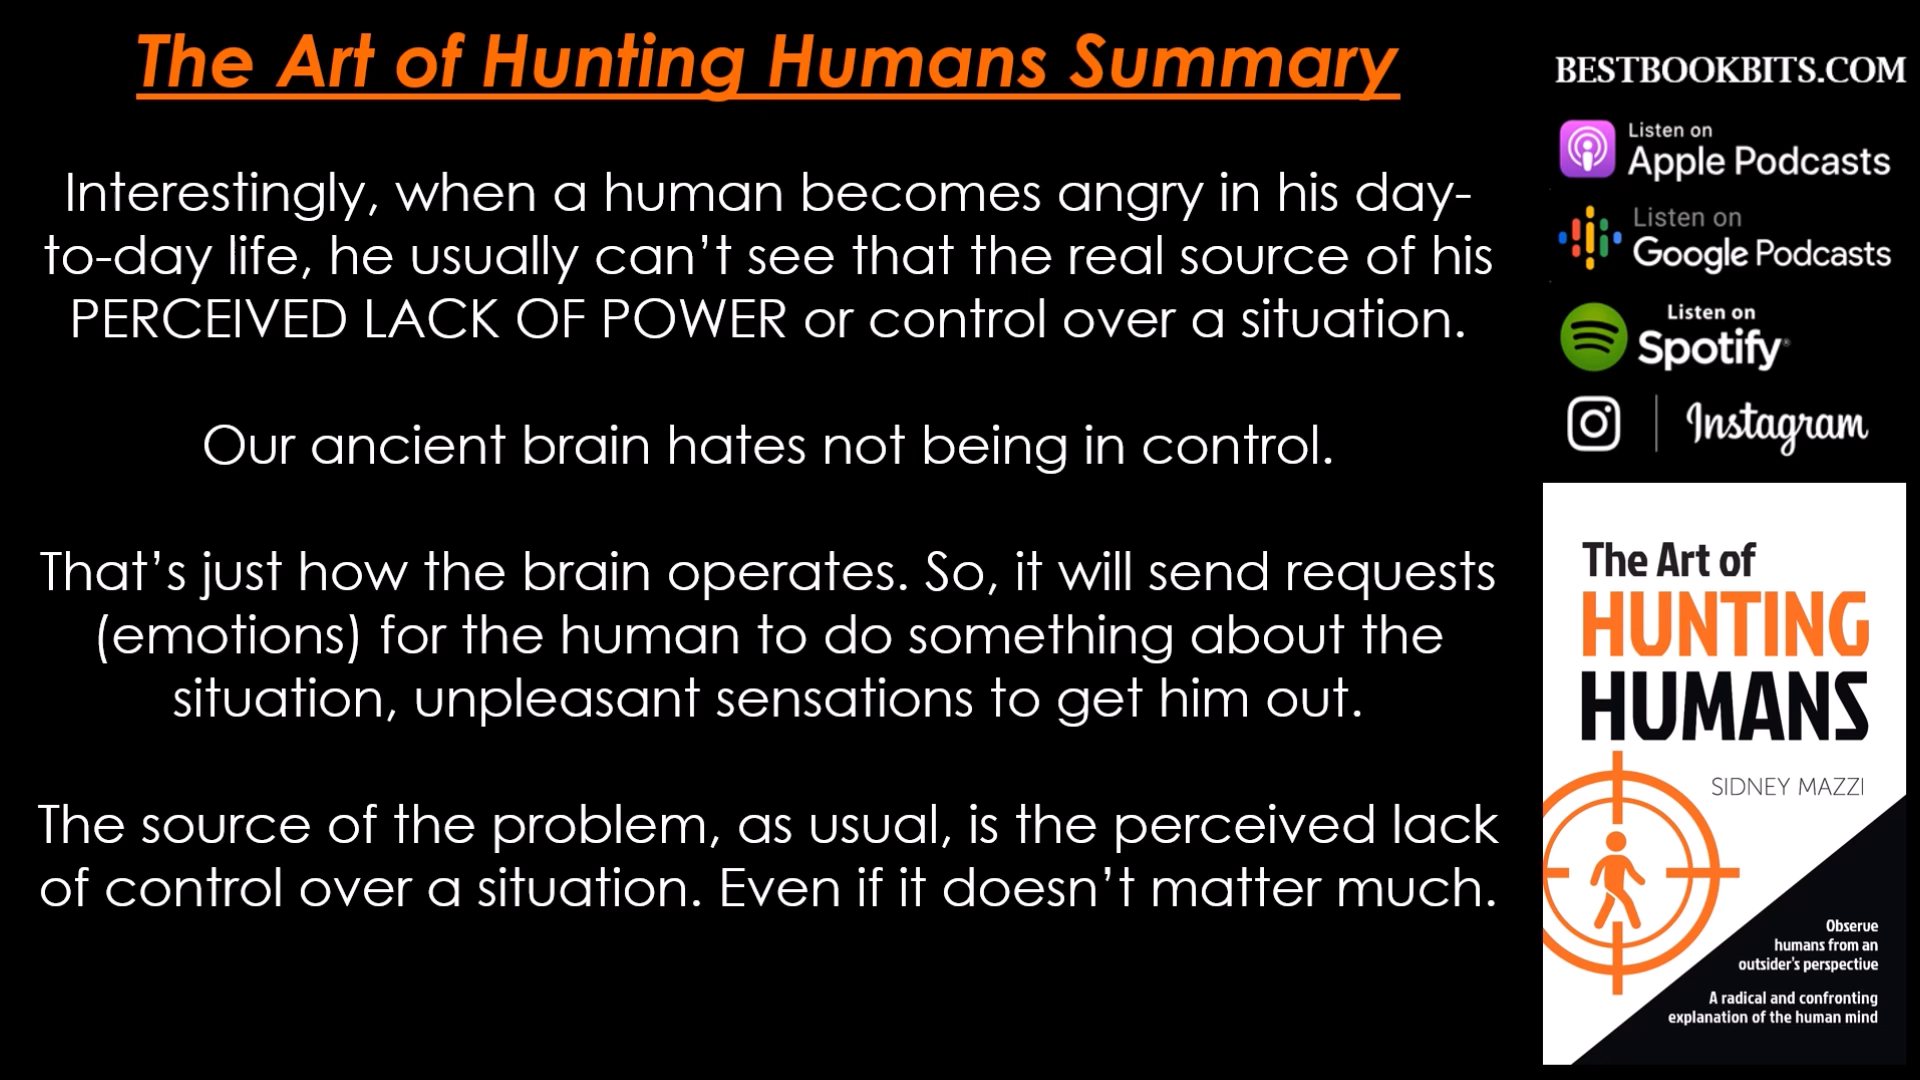 The Art of Hunting Humans Summary
Interestingly, when a human becomes angry in his day-
to-day life, he usually can’t see that the real source of his
PERCEIVED LACK OF POWER or control over a situation.
Our ancient brain hates not being in control.
That’s just how the brain operates. So, it will send requests
(emotions) for the human to do something about the
situation, unpleasant sensations to get him out.
The source of the problem, as usual, is the perceived lack
of control over a situation. Even if it doesn’t matter much.
BESTBOOKBITS.COM
Listen on
Apple Podcasts
Listen on
Google Podcasts
Listen on
Spotify
Instagram
The Art of
HUNTING
HUMANS
SIDNEY MAZZI
Observe
humans from an
outsider’s perspective
A radical and confronting
explanation of the human mind